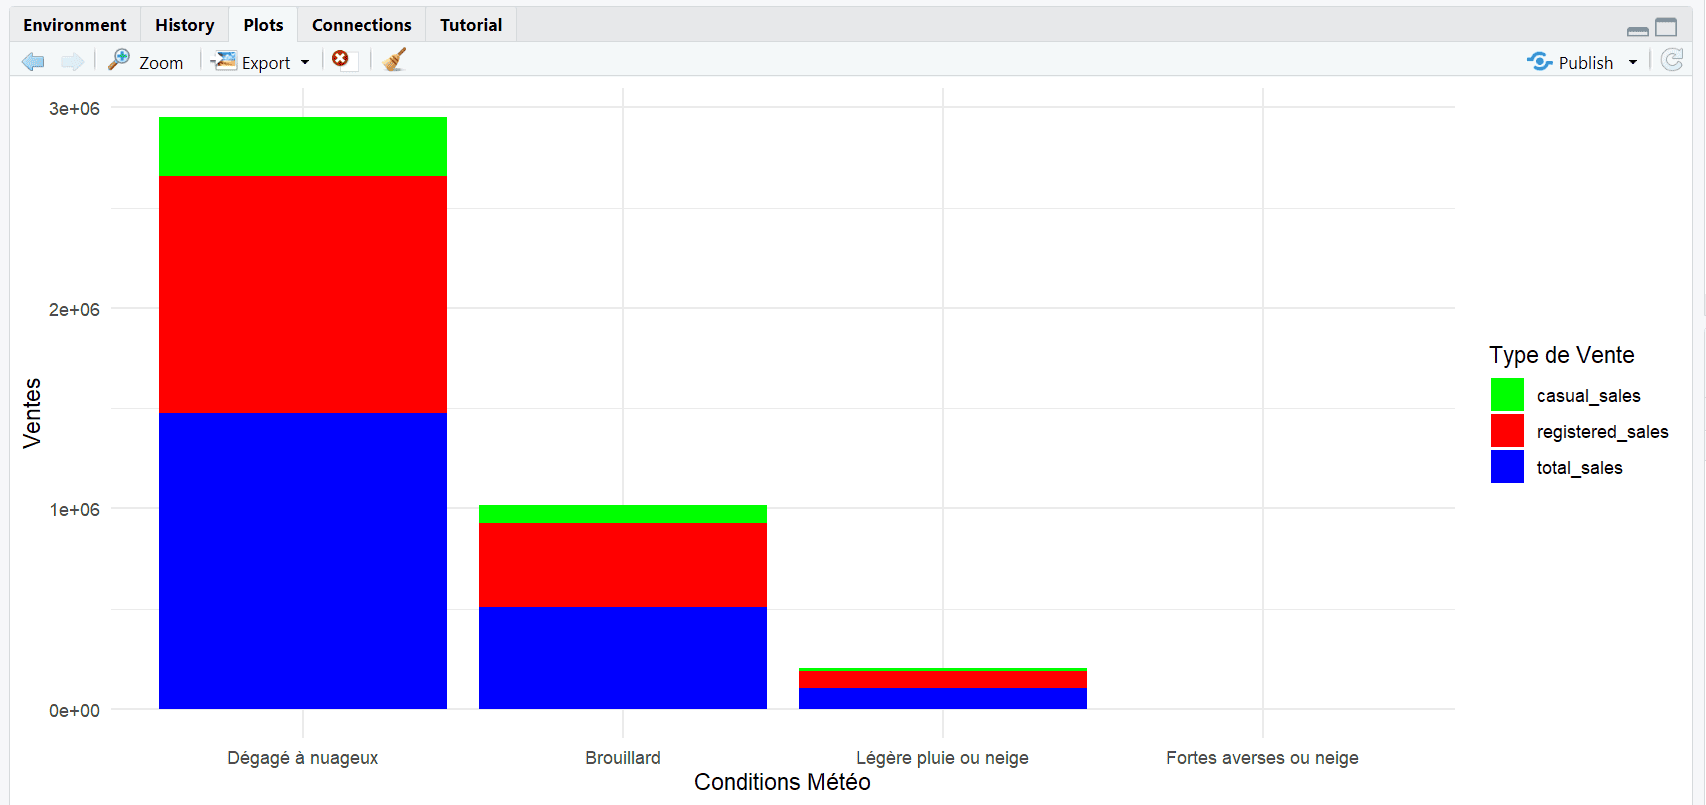 Environment History Plots Connections Tutorial
Zoom Export Publish
3e+06
2e+06
1e+06
0e+00
Ventes
Dégagé à nuageux Brouillard Légère pluie ou neige Fortes averses ou neige
Conditions Météo
Type de Vente
casual_sales
registered_sales
total_sales